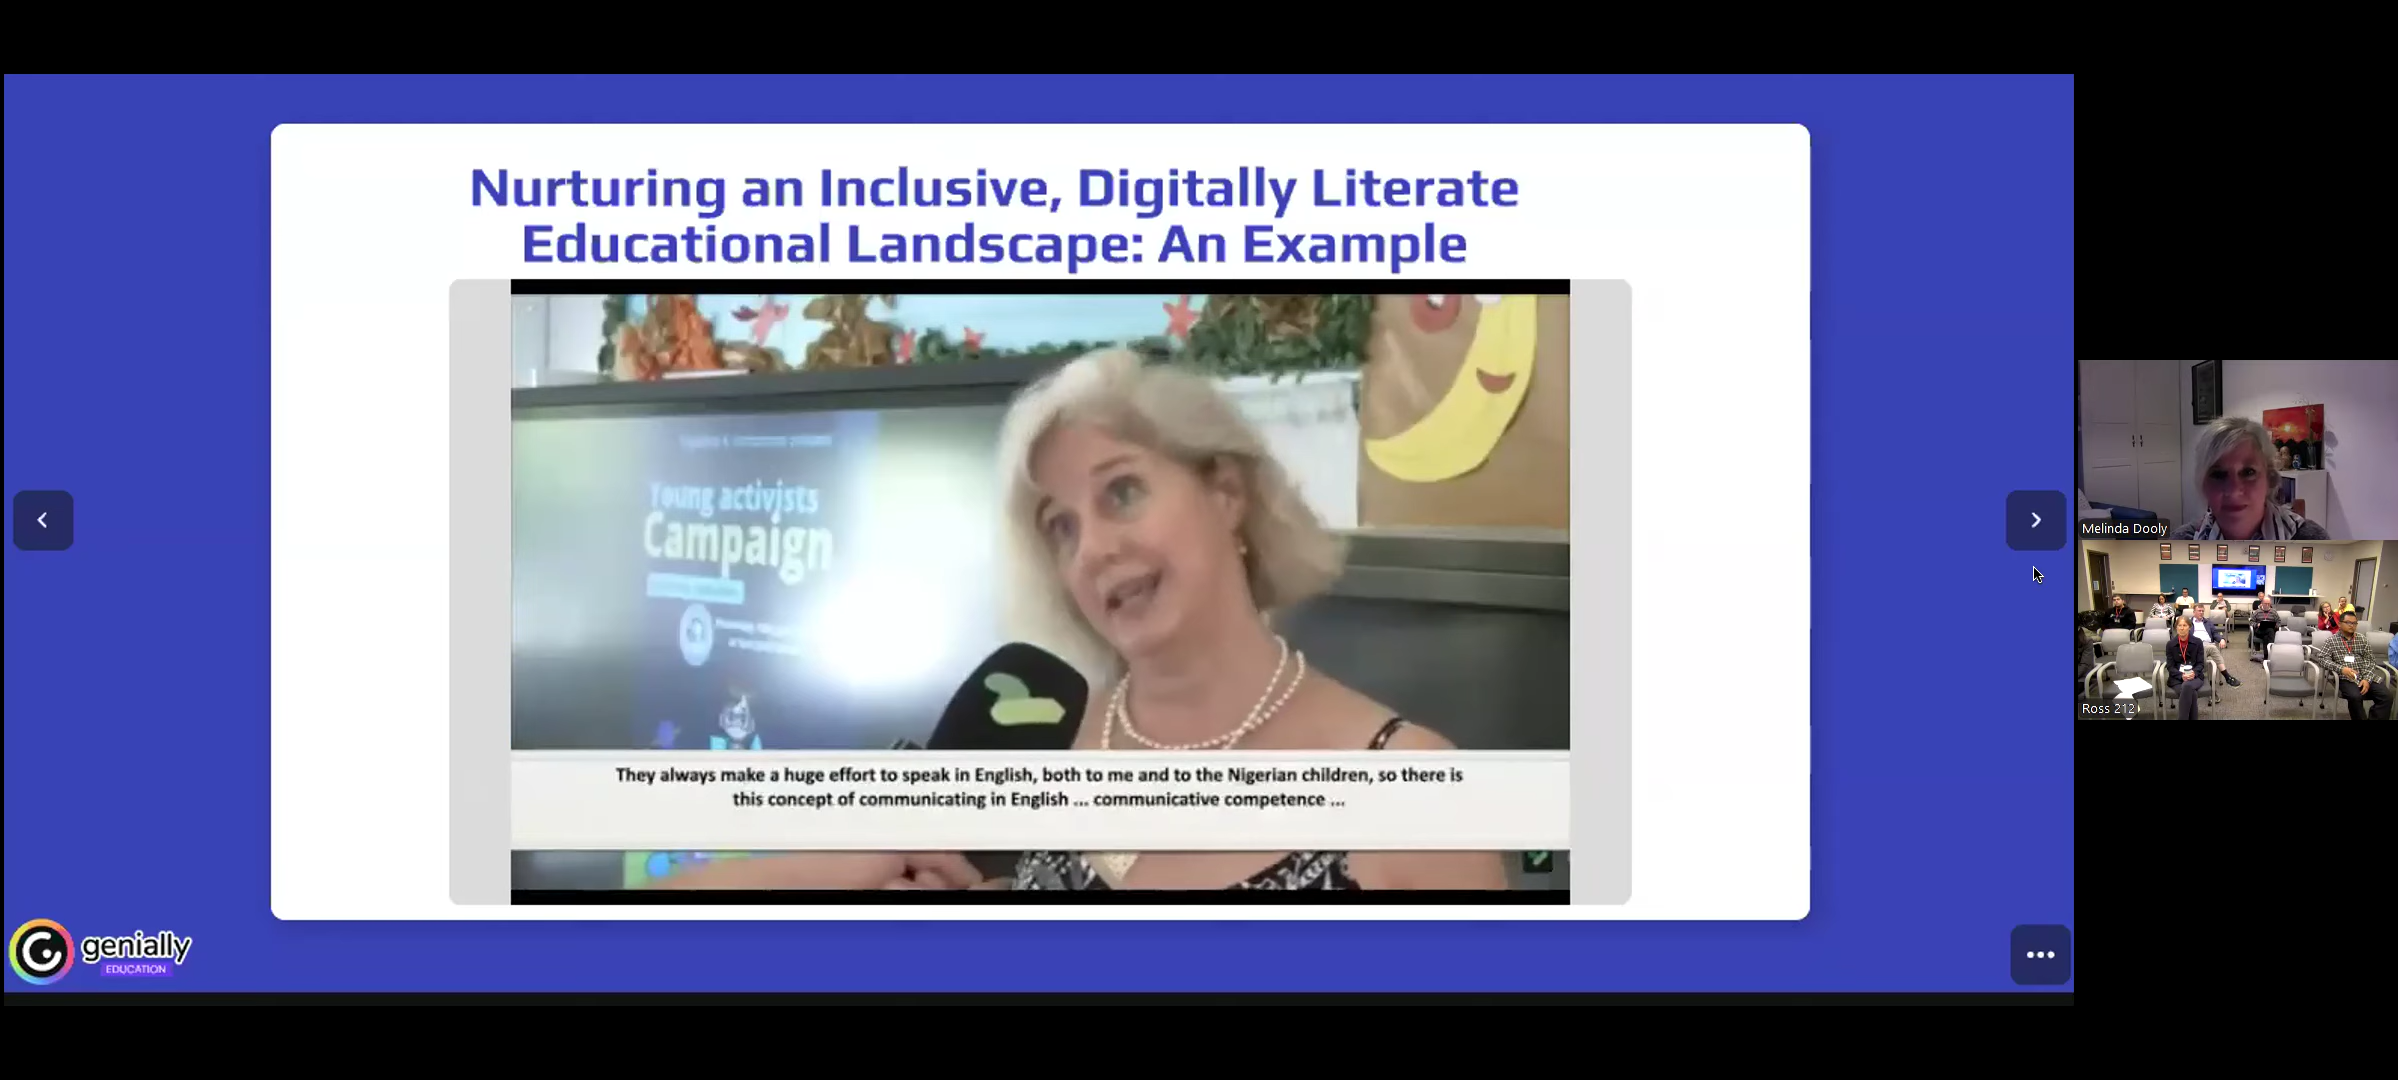 Nurturing an Inclusive, Digitally Literate
Educational Landscape: An Example
Young activists
Campaign
They always make a huge effort to speak in English, both to me and to the Nigerian children, so there is
this concept of communicating in English ... communicative competence ...
genially
EDUCATION
Melinda Dooly
Ross 212